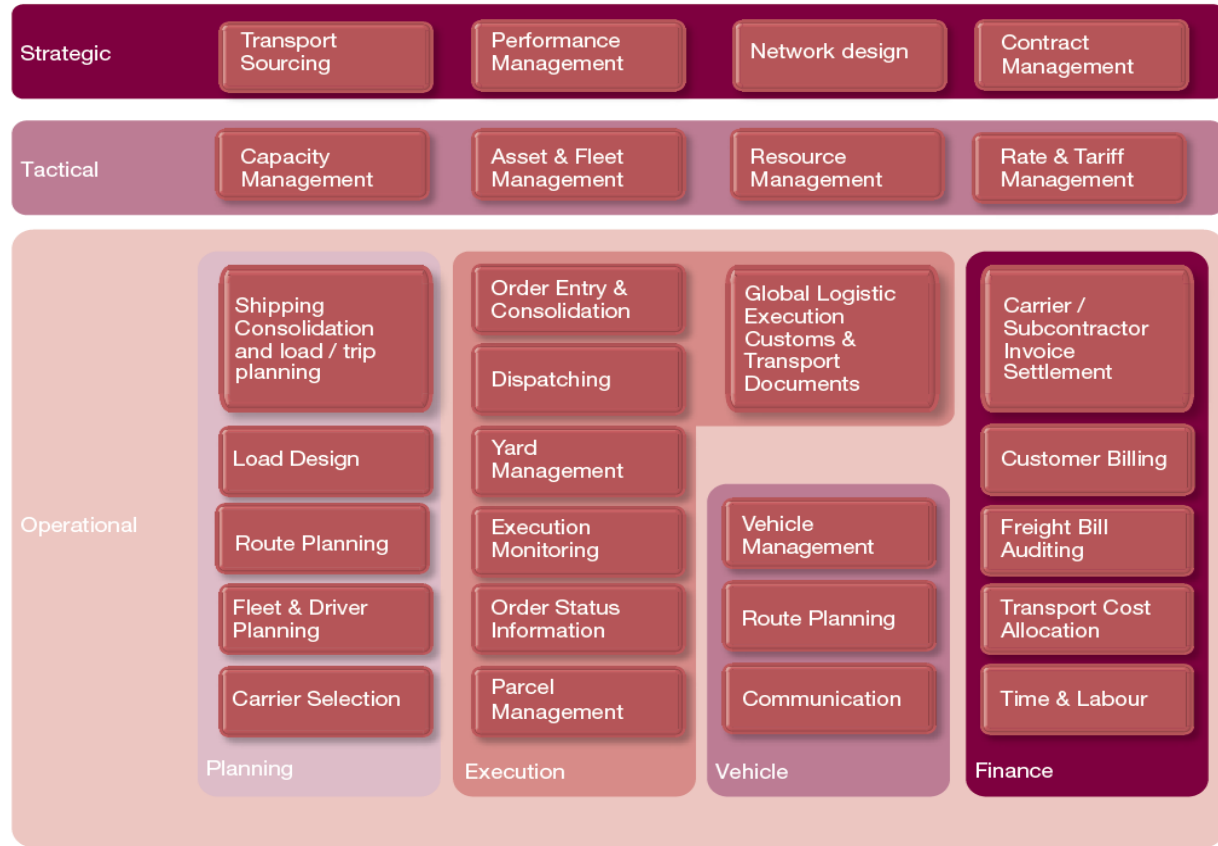 Strategic
Transport
Sourcing
Performance
Management
Network design
Contract
Management
Tactical
Capacity
Management
Asset & Fleet
Management
Resource
Management
Rate & Tariff
Management
Operational
Shipping
Consolidation
and load / trip
planning
Load Design
Route Planning
Fleet & Driver
Planning
Carrier Selection
Planning
Order Entry &
Consolidation
Dispatching
Yard
Management
Execution
Monitoring
Order Status
Information
Parcel
Management
Execution
Global Logistic
Execution
Customs &
Transport
Documents
Vehicle
Management
Route Planning
Communication
Vehicle
Carrier /
Subcontractor
Invoice
Settlement
Customer Billing
Freight Bill
Auditing
Transport Cost
Allocation
Time & Labour
Finance